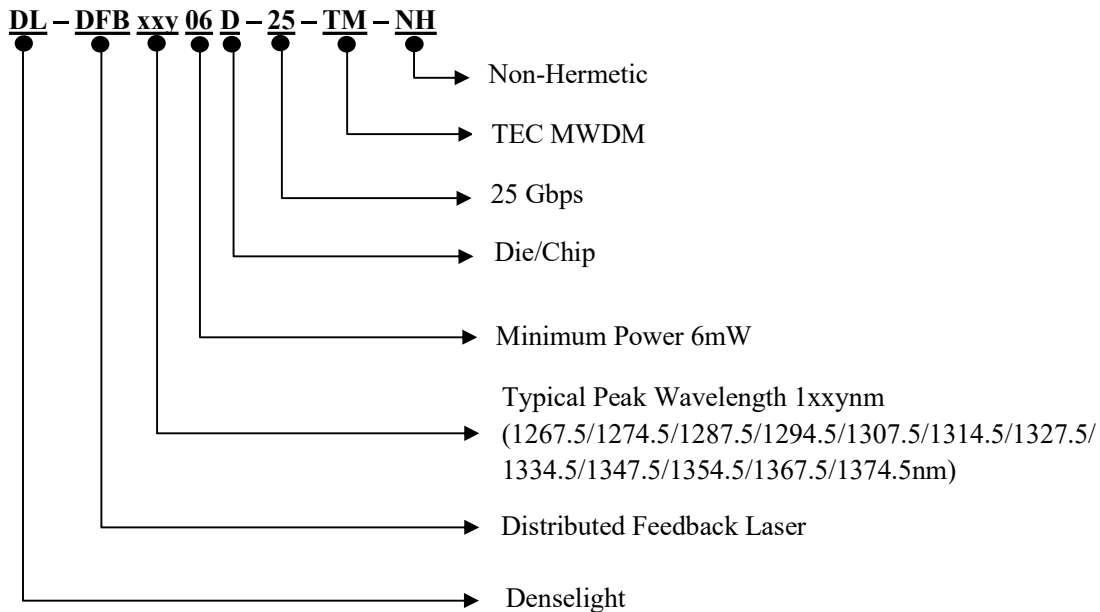 DL – DFB xxy 06 D – 25 – TM – NH
Non-Hermetic
TEC MWDM
25 Gbps
Die/Chip
Minimum Power 6mW
Typical Peak Wavelength 1xxynm
(1267.5/1274.5/1287.5/1294.5/1307.5/1314.5/1327.5/
1334.5/1347.5/1354.5/1367.5/1374.5nm)
Distributed Feedback Laser
Denselight